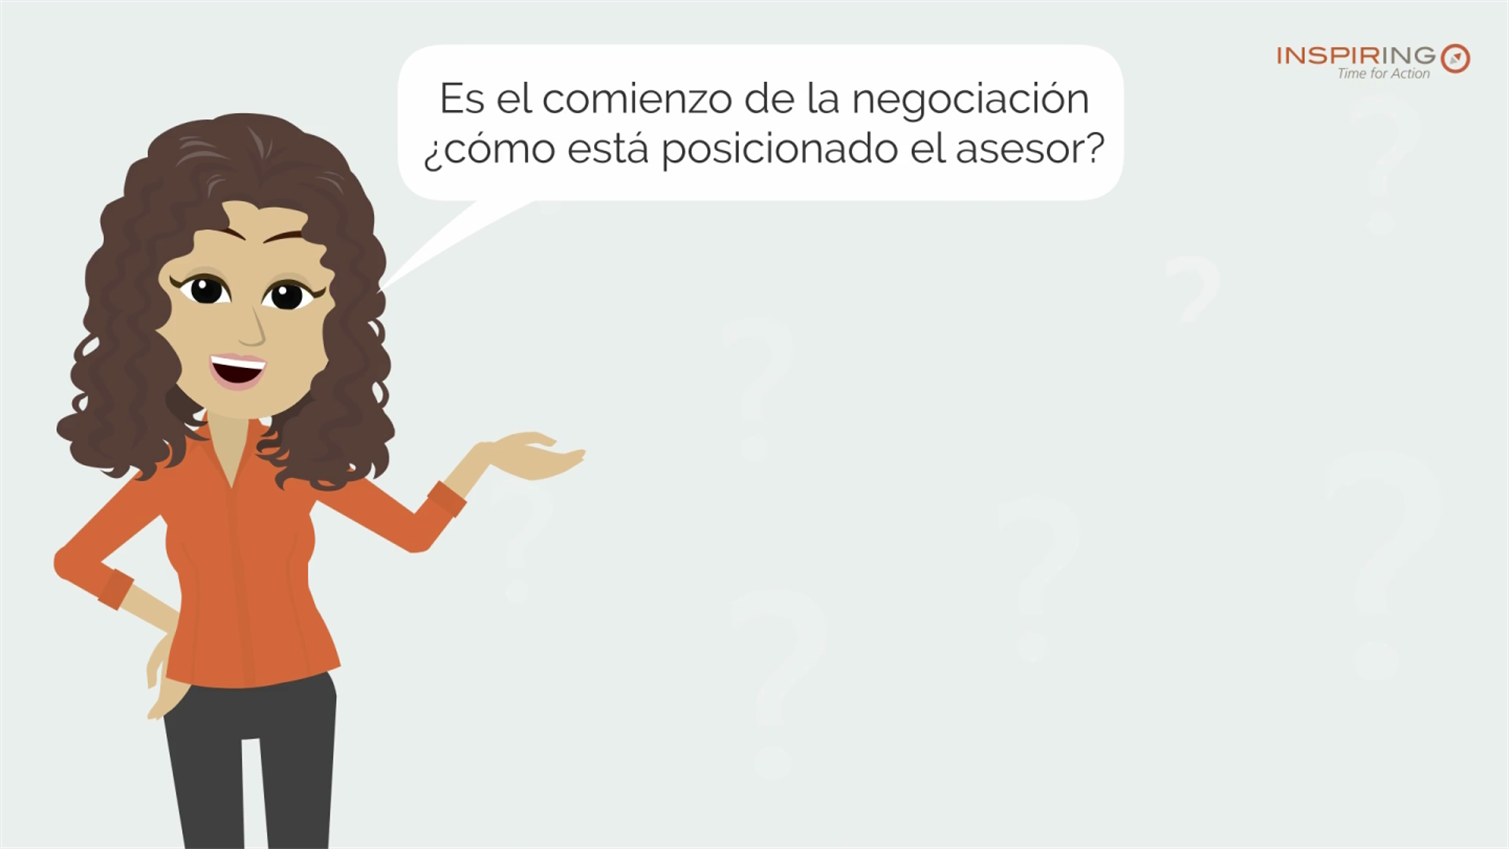 Es el comienzo de la negociación
¿cómo está posicionado el asesor?
INSPIRING
Time for Action